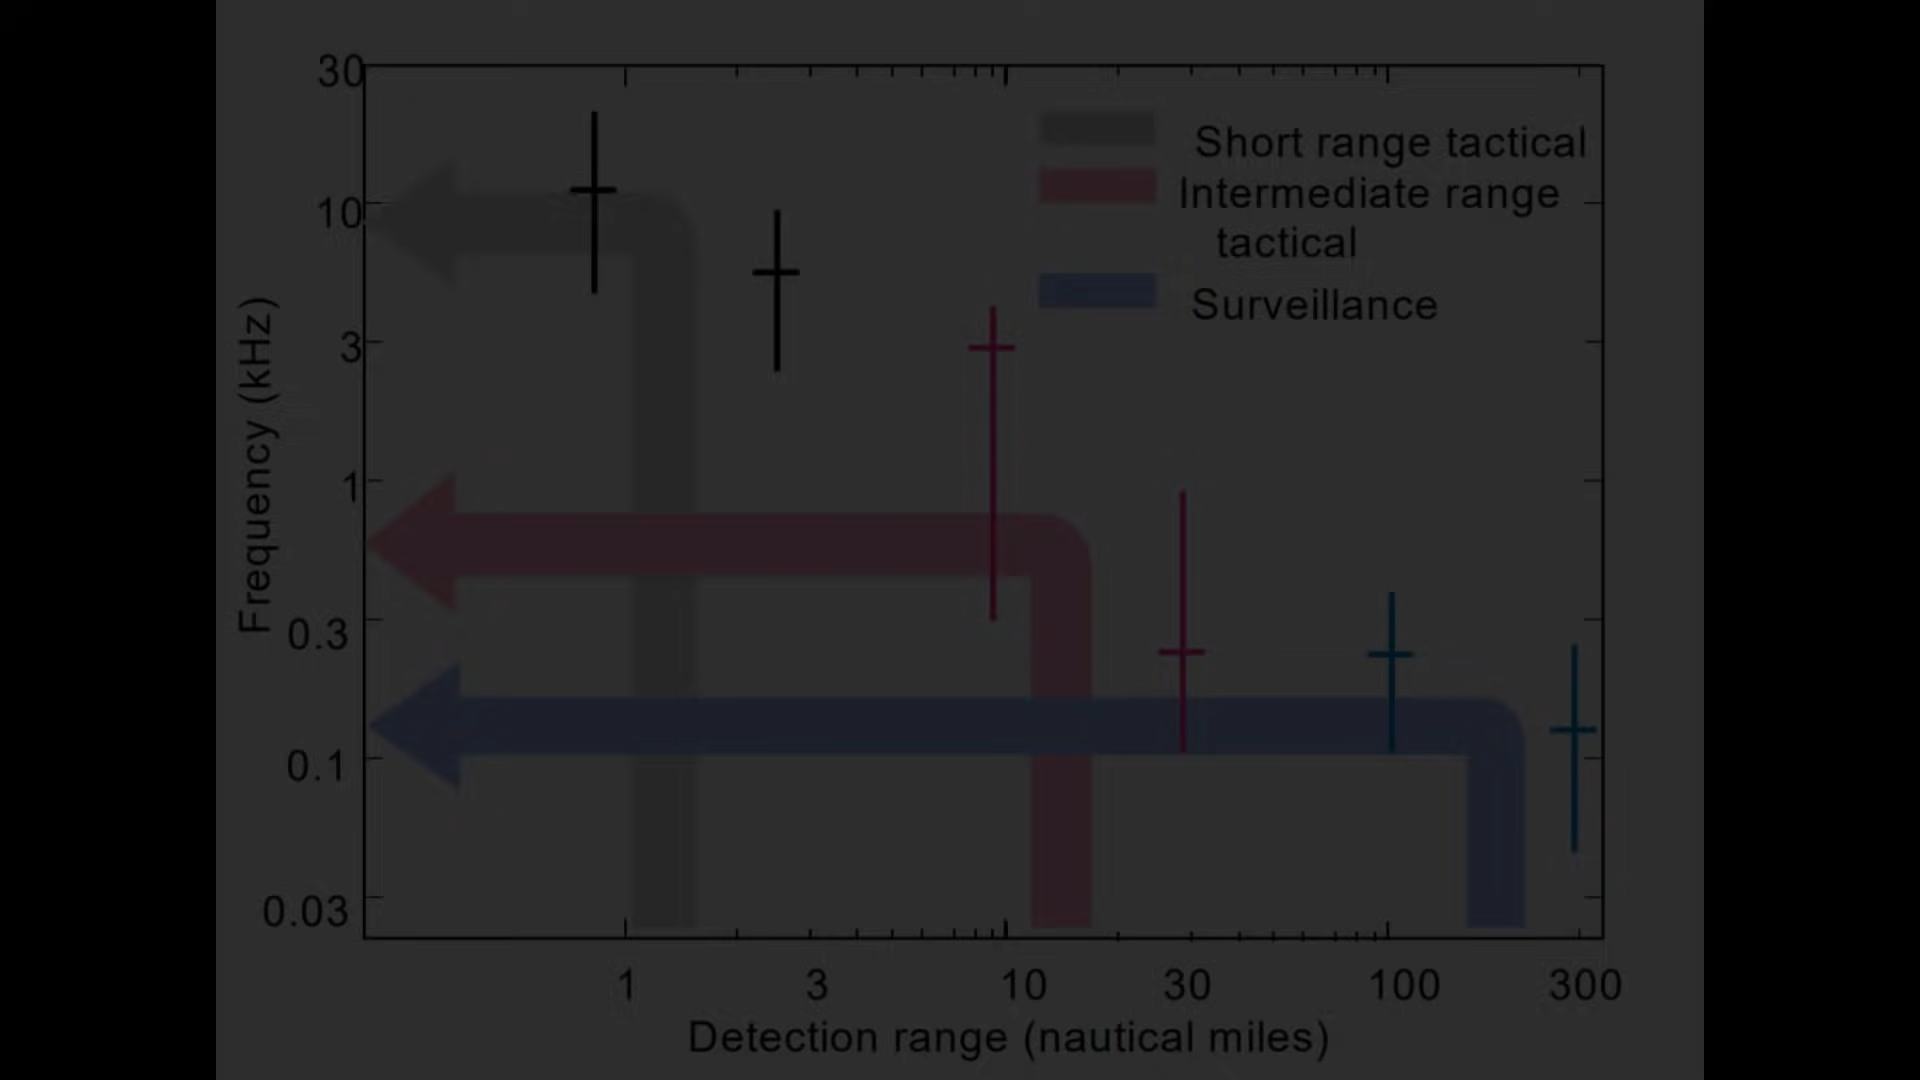 30
10
3
1
0.3
0.1
0.03
Frequency (kHz)
Short range tactical
Intermediate range
tactical
Surveillance
1 3 10 30 100 300
Detection range (nautical miles)